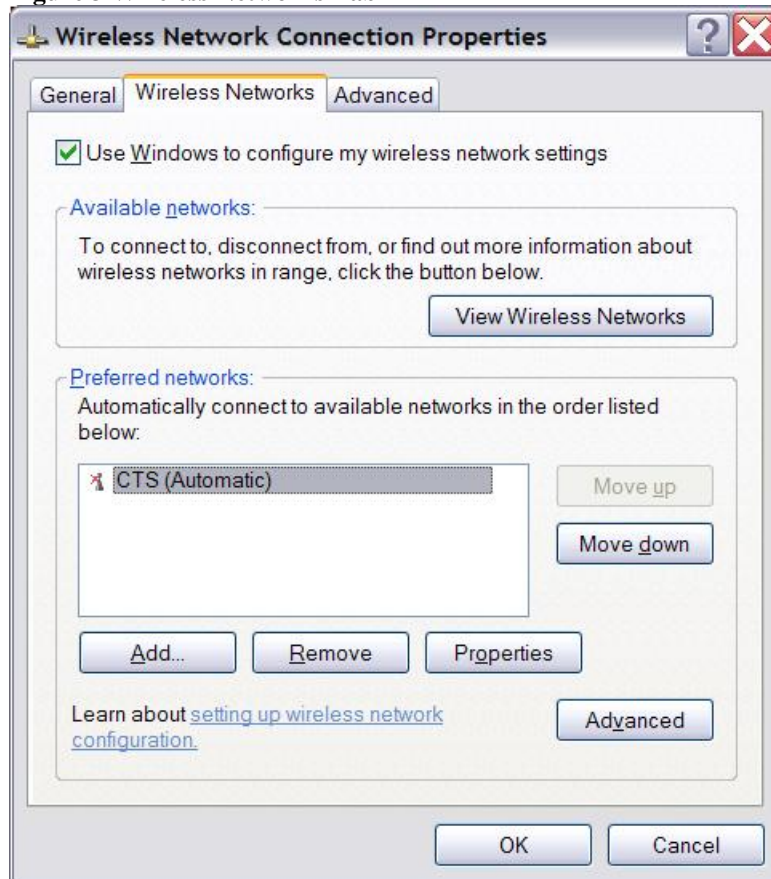 Wireless Network Connection Properties
General Wireless Networks Advanced
Use Windows to configure my wireless network settings
Available networks:
To connect to, disconnect from, or find out more information about
wireless networks in range, click the button below.
View Wireless Networks
Preferred networks:
Automatically connect to available networks in the order listed
below:
CTS (Automatic)
Move up
Move down
Add... Remove Properties
Learn about setting up wireless network
configuration.
Advanced
OK Cancel